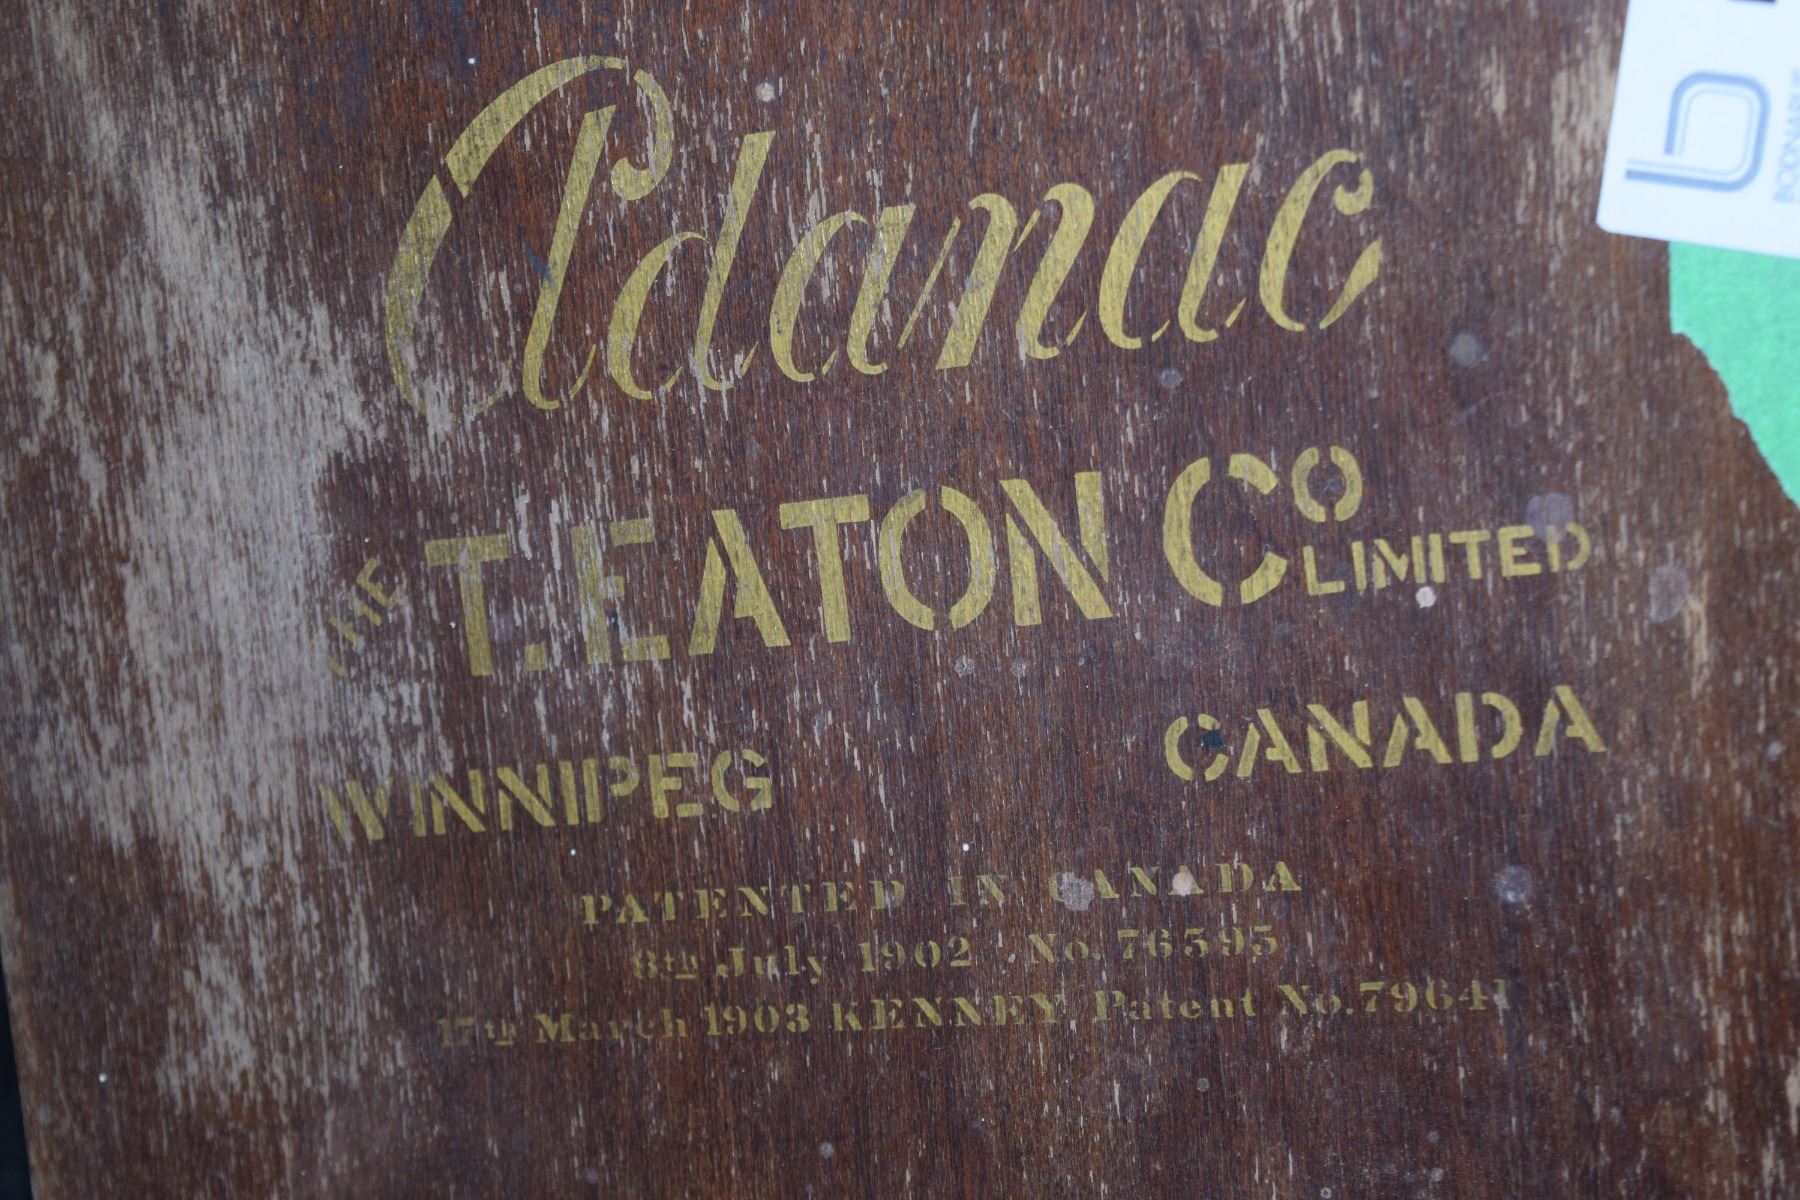 Adanac
THE T. EATON Co LIMITED
WINNIPEG CANADA
PATENTED IN CANADA
8th July 1902 No. 76595
17th March 1903 KENNEY Patent No. 79641